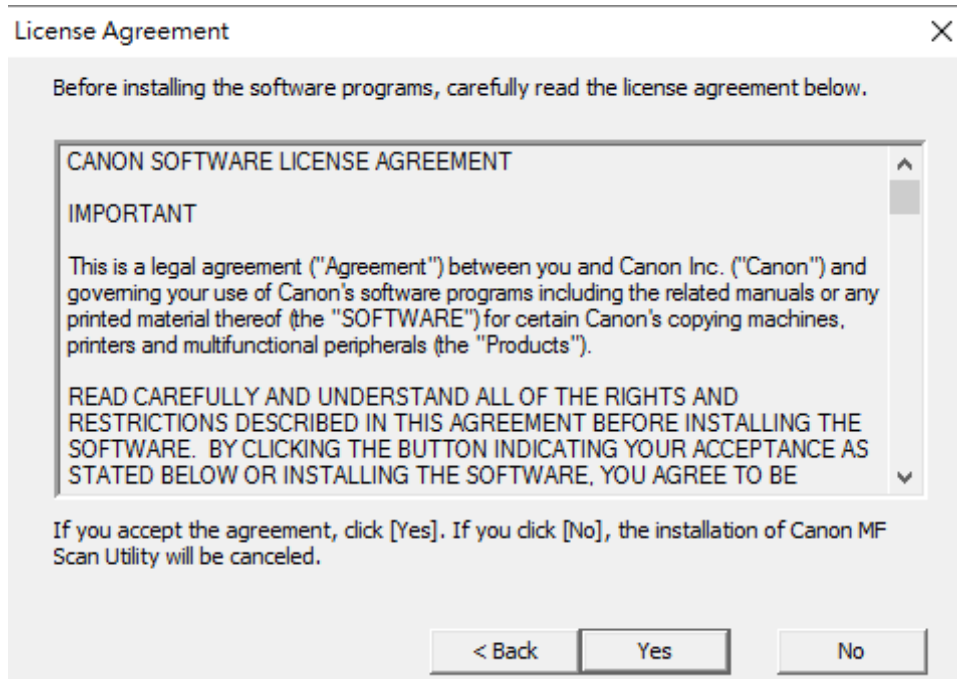 License Agreement
Before installing the software programs, carefully read the license agreement below.
CANON SOFTWARE LICENSE AGREEMENT
IMPORTANT
This is a legal agreement ("Agreement") between you and Canon Inc. ("Canon") and
governing your use of Canon's software programs including the related manuals or any
printed material thereof (the "SOFTWARE") for certain Canon's copying machines,
printers and multifunctional peripherals (the "Products").
READ CAREFULLY AND UNDERSTAND ALL OF THE RIGHTS AND
RESTRICTIONS DESCRIBED IN THIS AGREEMENT BEFORE INSTALLING THE
SOFTWARE.  BY CLICKING THE BUTTON INDICATING YOUR ACCEPTANCE AS
STATED BELOW OR INSTALLING THE SOFTWARE, YOU AGREE TO BE
If you accept the agreement, click [Yes]. If you click [No], the installation of Canon MF
Scan Utility will be canceled.
< Back Yes No